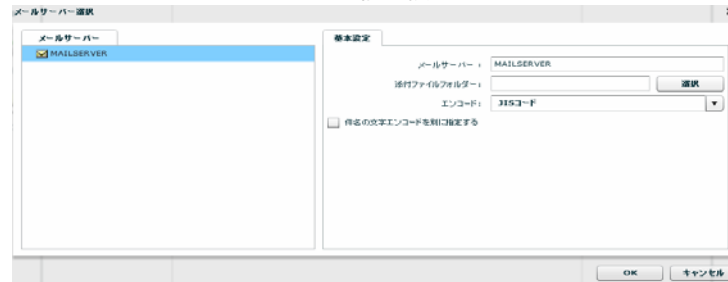 メールサーバー選択
メールサーバー
MAILSERVER
基本設定
メールサーバー：
MAILSERVER
添付ファイルフォルダー：
選択
エンコード：
JISコード
件名の文字エンコードを別に指定する
OK
キャンセル